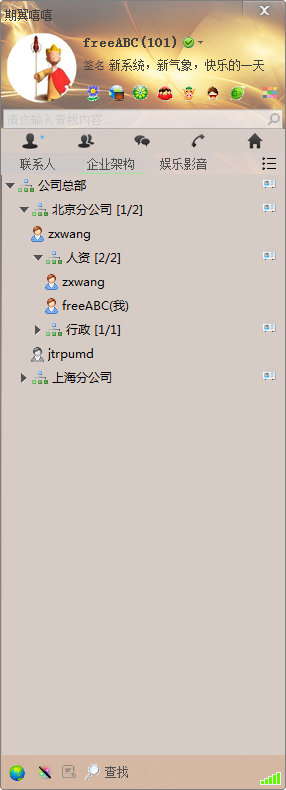 期翼嘻嘻
freeABC(101)
签名 新系统，新气象，快乐的一天
请你输入查找内容...
联系人 企业架构 娱乐影音
公司总部
北京分公司 [1/2]
zxwang
人资 [2/2]
zxwang
freeABC(我)
行政 [1/1]
jtrpumd
上海分公司
查找